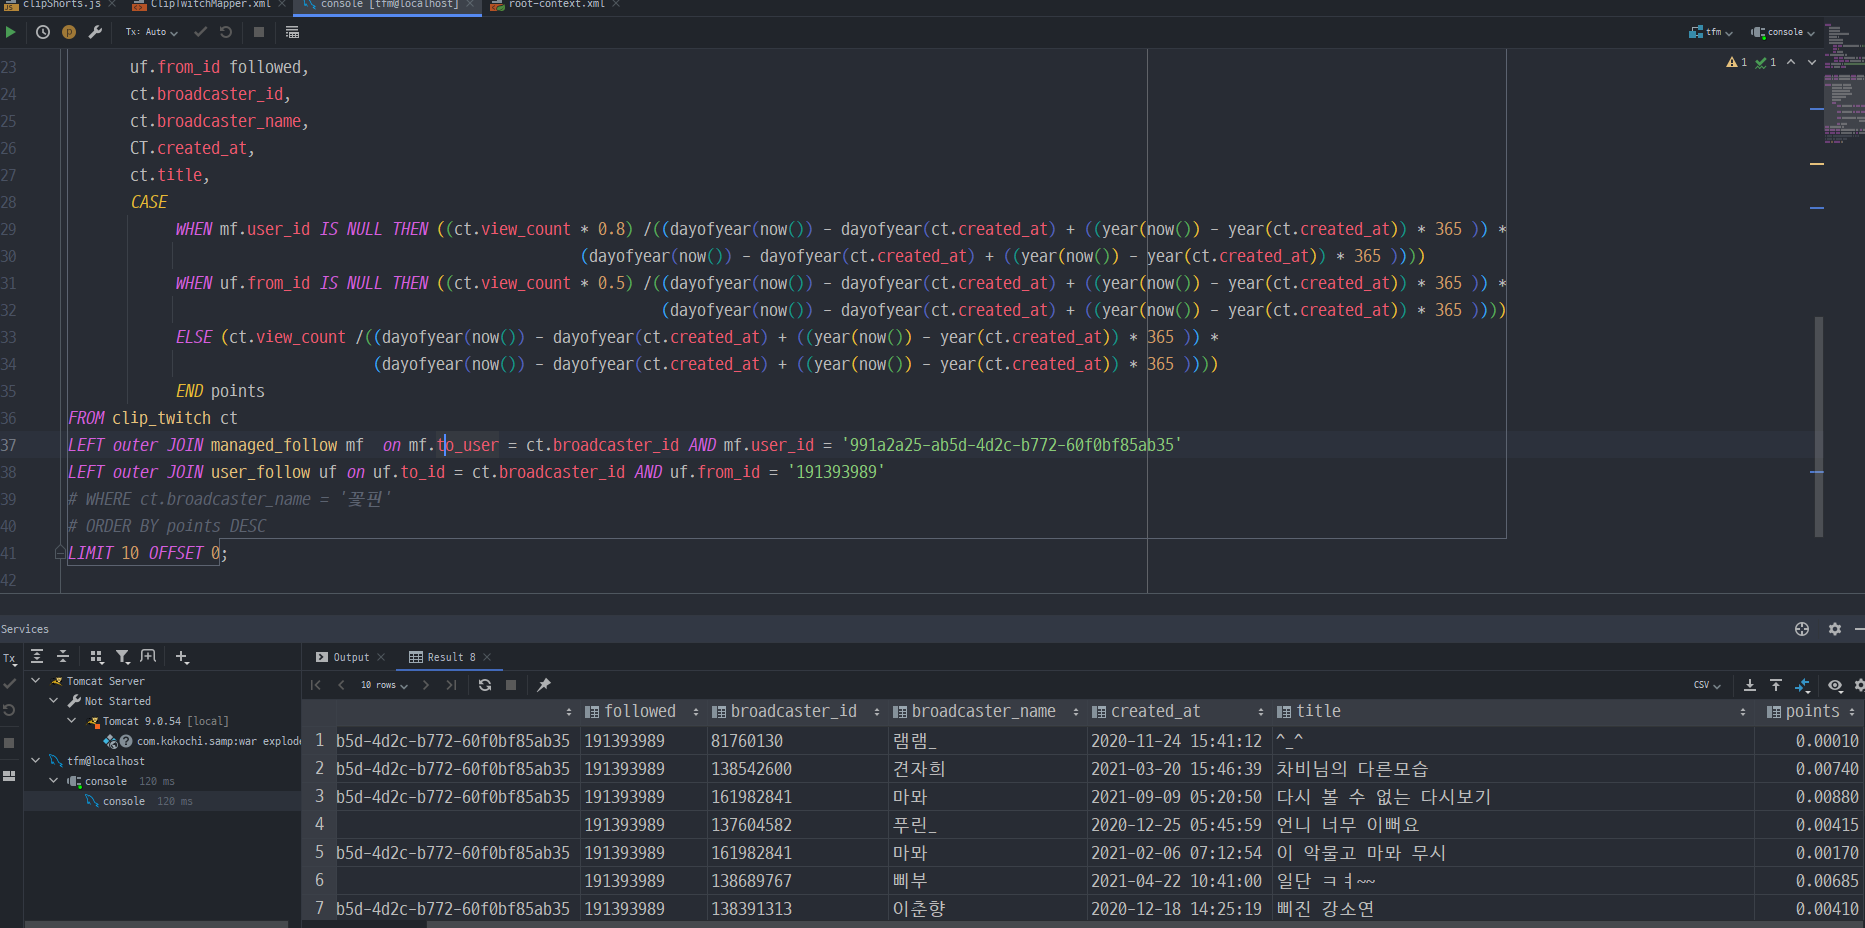 clipShorts.js
ClipTwitchMapper.xml
console [tfm@localhost]
root-context.xml
Tx: Auto
tfm
console
23 uf.from_id followed,
1 1
24 ct.broadcaster_id,
25 ct.broadcaster_name,
26 CT.created_at,
27 ct.title,
28 CASE
29 WHEN mf.user_id IS NULL THEN ((ct.view_count * 0.8) /((dayofyear(now()) - dayofyear(ct.created_at) + ((year(now()) - year(ct.created_at)) * 365 )) *
30 (dayofyear(now()) - dayofyear(ct.created_at) + ((year(now()) - year(ct.created_at)) * 365 ))))
31 WHEN uf.from_id IS NULL THEN ((ct.view_count * 0.5) /((dayofyear(now()) - dayofyear(ct.created_at) + ((year(now()) - year(ct.created_at)) * 365 )) *
32 (dayofyear(now()) - dayofyear(ct.created_at) + ((year(now()) - year(ct.created_at)) * 365 ))))
33 ELSE (ct.view_count /((dayofyear(now()) - dayofyear(ct.created_at) + ((year(now()) - year(ct.created_at)) * 365 )) *
34 (dayofyear(now()) - dayofyear(ct.created_at) + ((year(now()) - year(ct.created_at)) * 365 ))))
35 END points
36 FROM clip_twitch ct
37 LEFT outer JOIN managed_follow mf  on mf.to_user = ct.broadcaster_id AND mf.user_id = '991a2a25-ab5d-4d2c-b772-60f0bf85ab35'
38 LEFT outer JOIN user_follow uf on uf.to_id = ct.broadcaster_id AND uf.from_id = '191393989'
39 # WHERE ct.broadcaster_name = '꽃핀'
40 # ORDER BY points DESC
41 LIMIT 10 OFFSET 0;
42
Services
Tx
Output
Result 8
Tomcat Server
Not Started
Tomcat 9.0.54 [local]
com.kokochi.samp:war explode
tfm@localhost
console 120 ms
console 120 ms
10 rows
CSV
followed broadcaster_id broadcaster_name created_at title points
1 b5d-4d2c-b772-60f0bf85ab35 191393989 81760130 램램_ 2020-11-24 15:41:12 ^_^ 0.00010
2 b5d-4d2c-b772-60f0bf85ab35 191393989 138542600 견자희 2021-03-20 15:46:39 차비님의 다른모습 0.00740
3 b5d-4d2c-b772-60f0bf85ab35 191393989 161982841 마뫄 2021-09-09 05:20:50 다시 볼 수 없는 다시보기 0.00880
4 191393989 137604582 푸린_ 2020-12-25 05:45:59 언니 너무 이뻐요 0.00415
5 b5d-4d2c-b772-60f0bf85ab35 191393989 161982841 마뫄 2021-02-06 07:12:54 이 악물고 마뫄 무시 0.00170
6 191393989 138689767 삐부 2021-04-22 10:41:00 일단 ㅋㅕ~~ 0.00685
7 b5d-4d2c-b772-60f0bf85ab35 191393989 138391313 이춘향 2020-12-18 14:25:19 삐진 강소연 0.00410